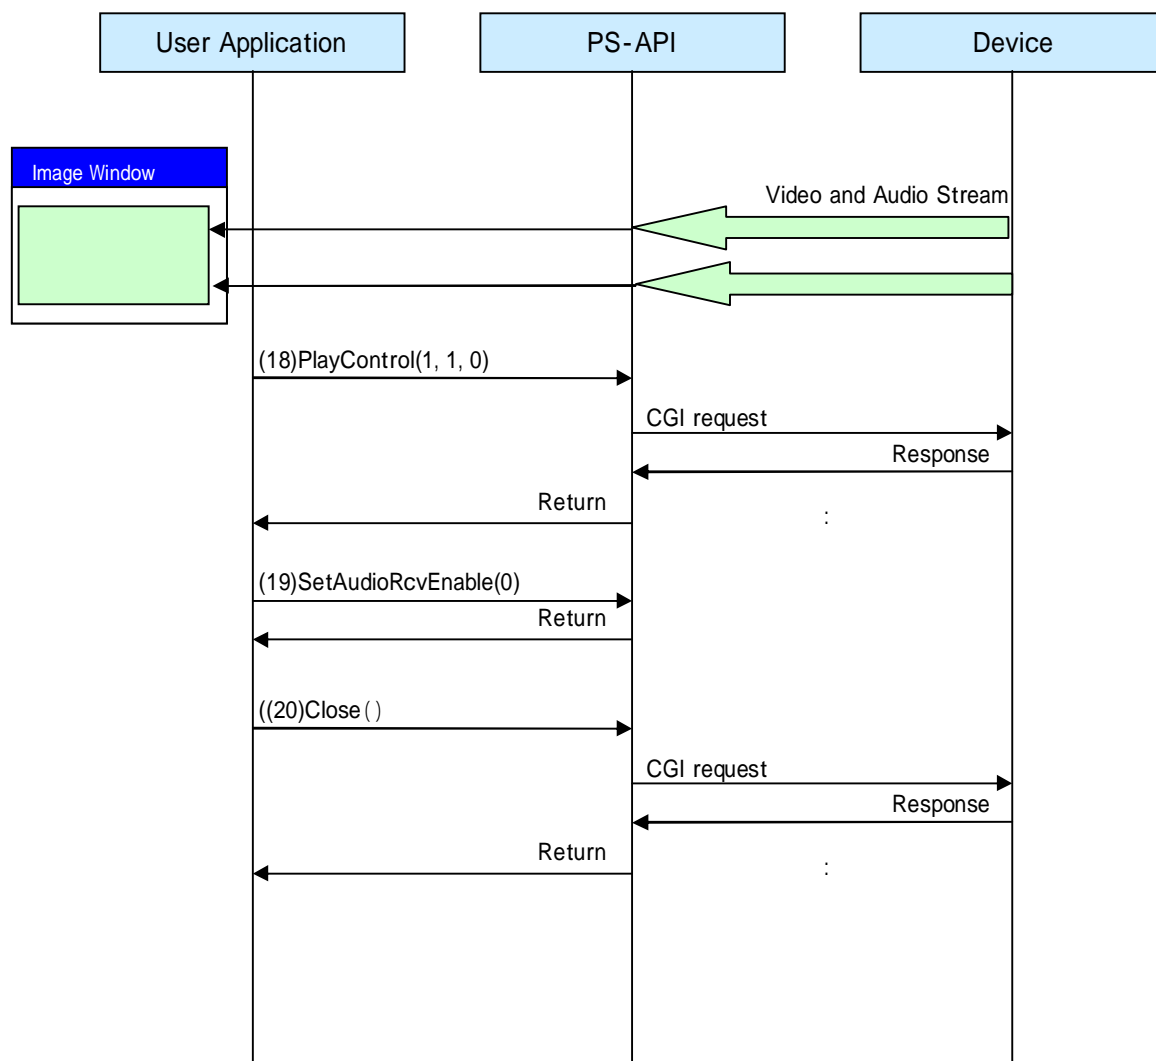 User Application
PS-API
Device
Image Window
Video and Audio Stream
(18)PlayControl(1, 1, 0)
CGI request
Response
Return
:
(19)SetAudioRcvEnable(0)
Return
((20)Close( )
CGI request
Response
Return
: